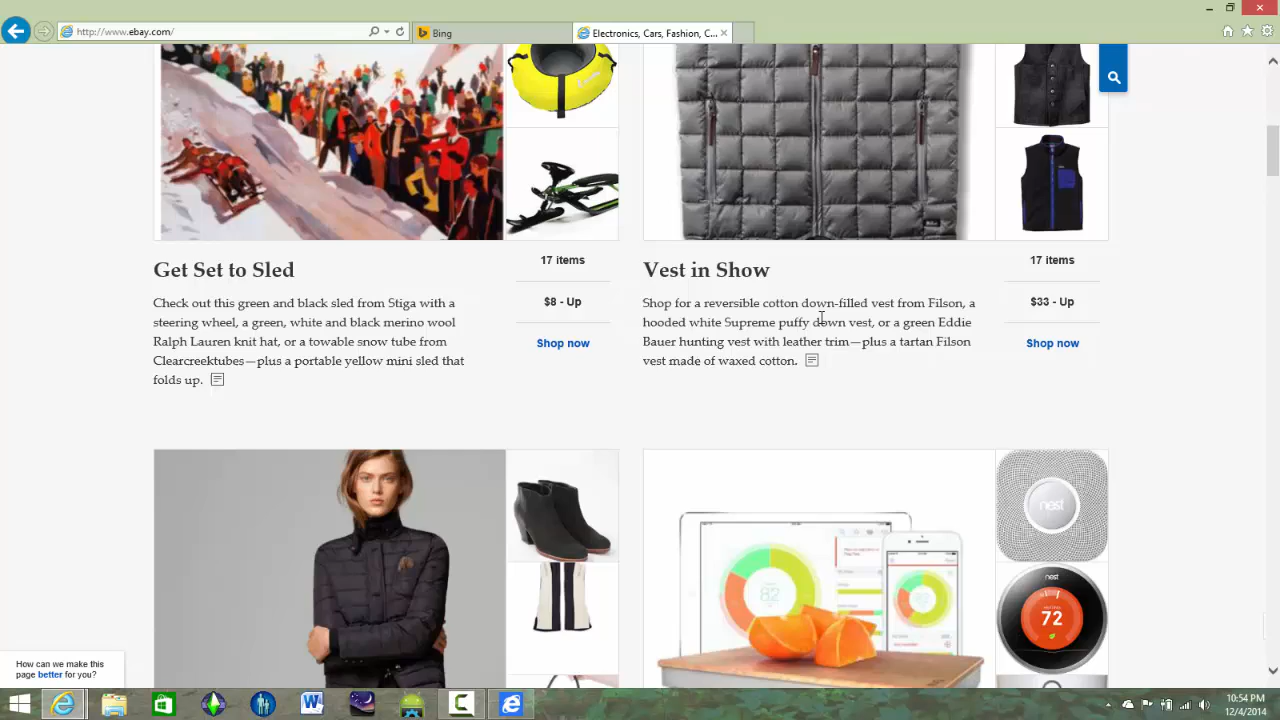 http://www.ebay.com/
Bing
Electronics, Cars, Fashion, C...
Get Set to Sled
17 items
Check out this green and black sled from Stiga with a
steering wheel, a green, white and black merino wool
Ralph Lauren knit hat, or a towable snow tube from
Clearcreektubes—plus a portable yellow mini sled that
folds up.
$8 - Up
Shop now
Vest in Show
17 items
Shop for a reversible cotton down-filled vest from Filson, a
hooded white Supreme puffy down vest, or a green Eddie
Bauer hunting vest with leather trim—plus a tartan Filson
vest made of waxed cotton.
$33 - Up
Shop now
nest
8.2
nest
72
How can we make this
page better for you?
10:54 PM
12/4/2014